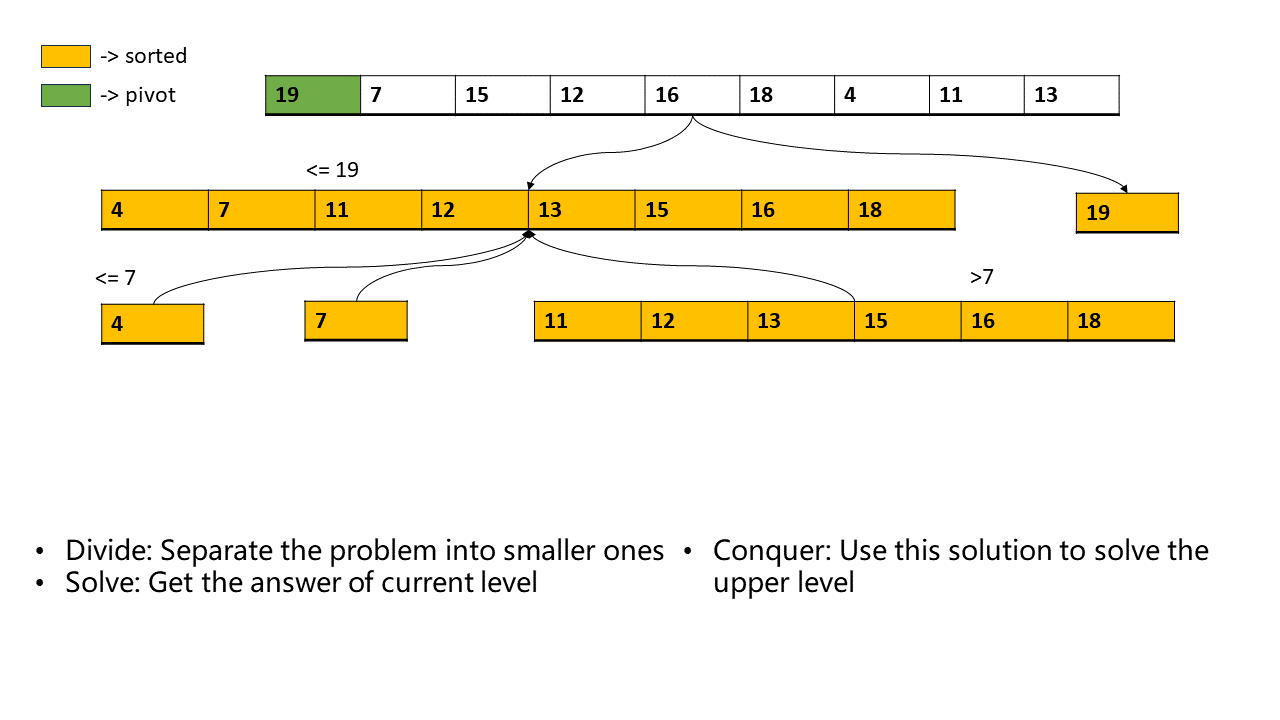 -> sorted
-> pivot
19 7 15 12 16 18 4 11 13
<= 19
4 7 11 12 13 15 16 18
19
<= 7
>7
4
7
11 12 13 15 16 18
• Divide: Separate the problem into smaller ones
• Solve: Get the answer of current level
• Conquer: Use this solution to solve the
upper level